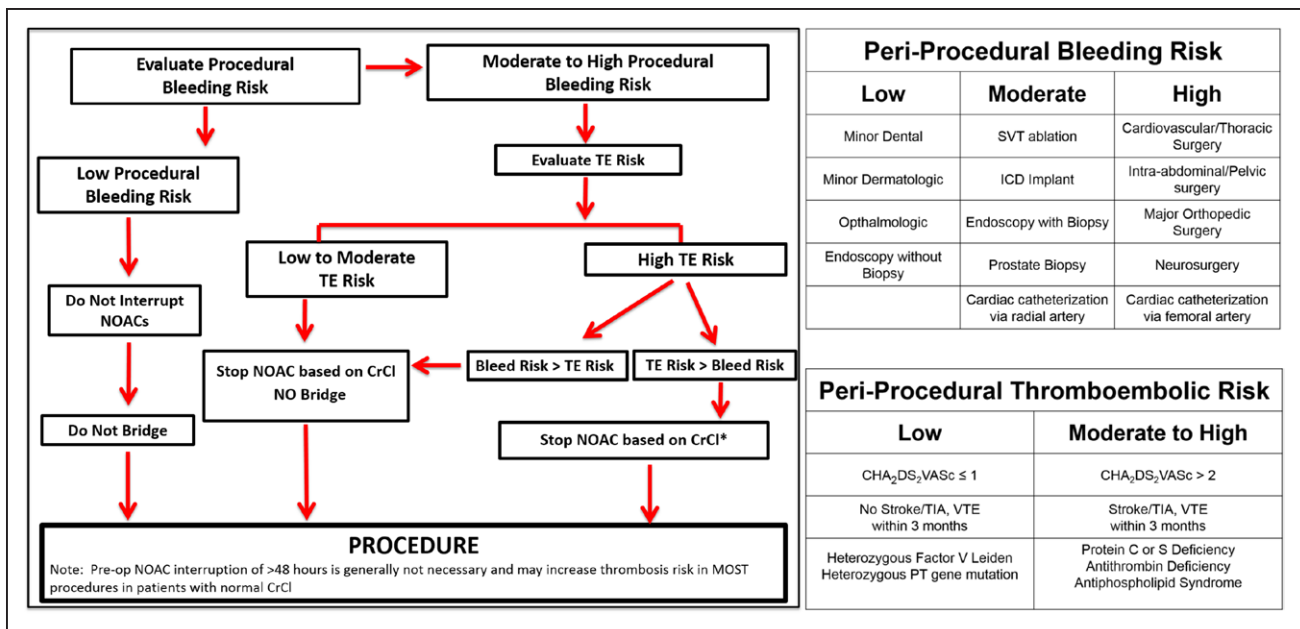 Evaluate Procedural
Bleeding Risk
Moderate to High Procedural
Bleeding Risk
Low Procedural
Bleeding Risk
Evaluate TE Risk
Low to Moderate
TE Risk
High TE Risk
Do Not Interrupt
NOACs
Stop NOAC based on CrCl
NO Bridge
Bleed Risk > TE Risk
TE Risk > Bleed Risk
Do Not Bridge
Stop NOAC based on CrCl*
PROCEDURE
Note: Pre-op NOAC interruption of >48 hours is generally not necessary and may increase thrombosis risk in MOST
procedures in patients with normal CrCl
Peri-Procedural Bleeding Risk
Low
Moderate
High
Minor Dental
SVT ablation
Cardiovascular/Thoracic
Surgery
Minor Dermatologic
ICD Implant
Intra-abdominal/Pelvic
surgery
Opthalmologic
Endoscopy with Biopsy
Major Orthopedic
Surgery
Endoscopy without
Biopsy
Prostate Biopsy
Neurosurgery
Cardiac catheterization
via radial artery
Cardiac catheterization
via femoral artery
Peri-Procedural Thromboembolic Risk
Low
Moderate to High
CHA₂DS₂VASc ≤ 1
CHA₂DS₂VASc > 2
No Stroke/TIA, VTE
within 3 months
Stroke/TIA, VTE
within 3 months
Heterozygous Factor V Leiden
Heterozygous PT gene mutation
Protein C or S Deficiency
Antithrombin Deficiency
Antiphospholipid Syndrome